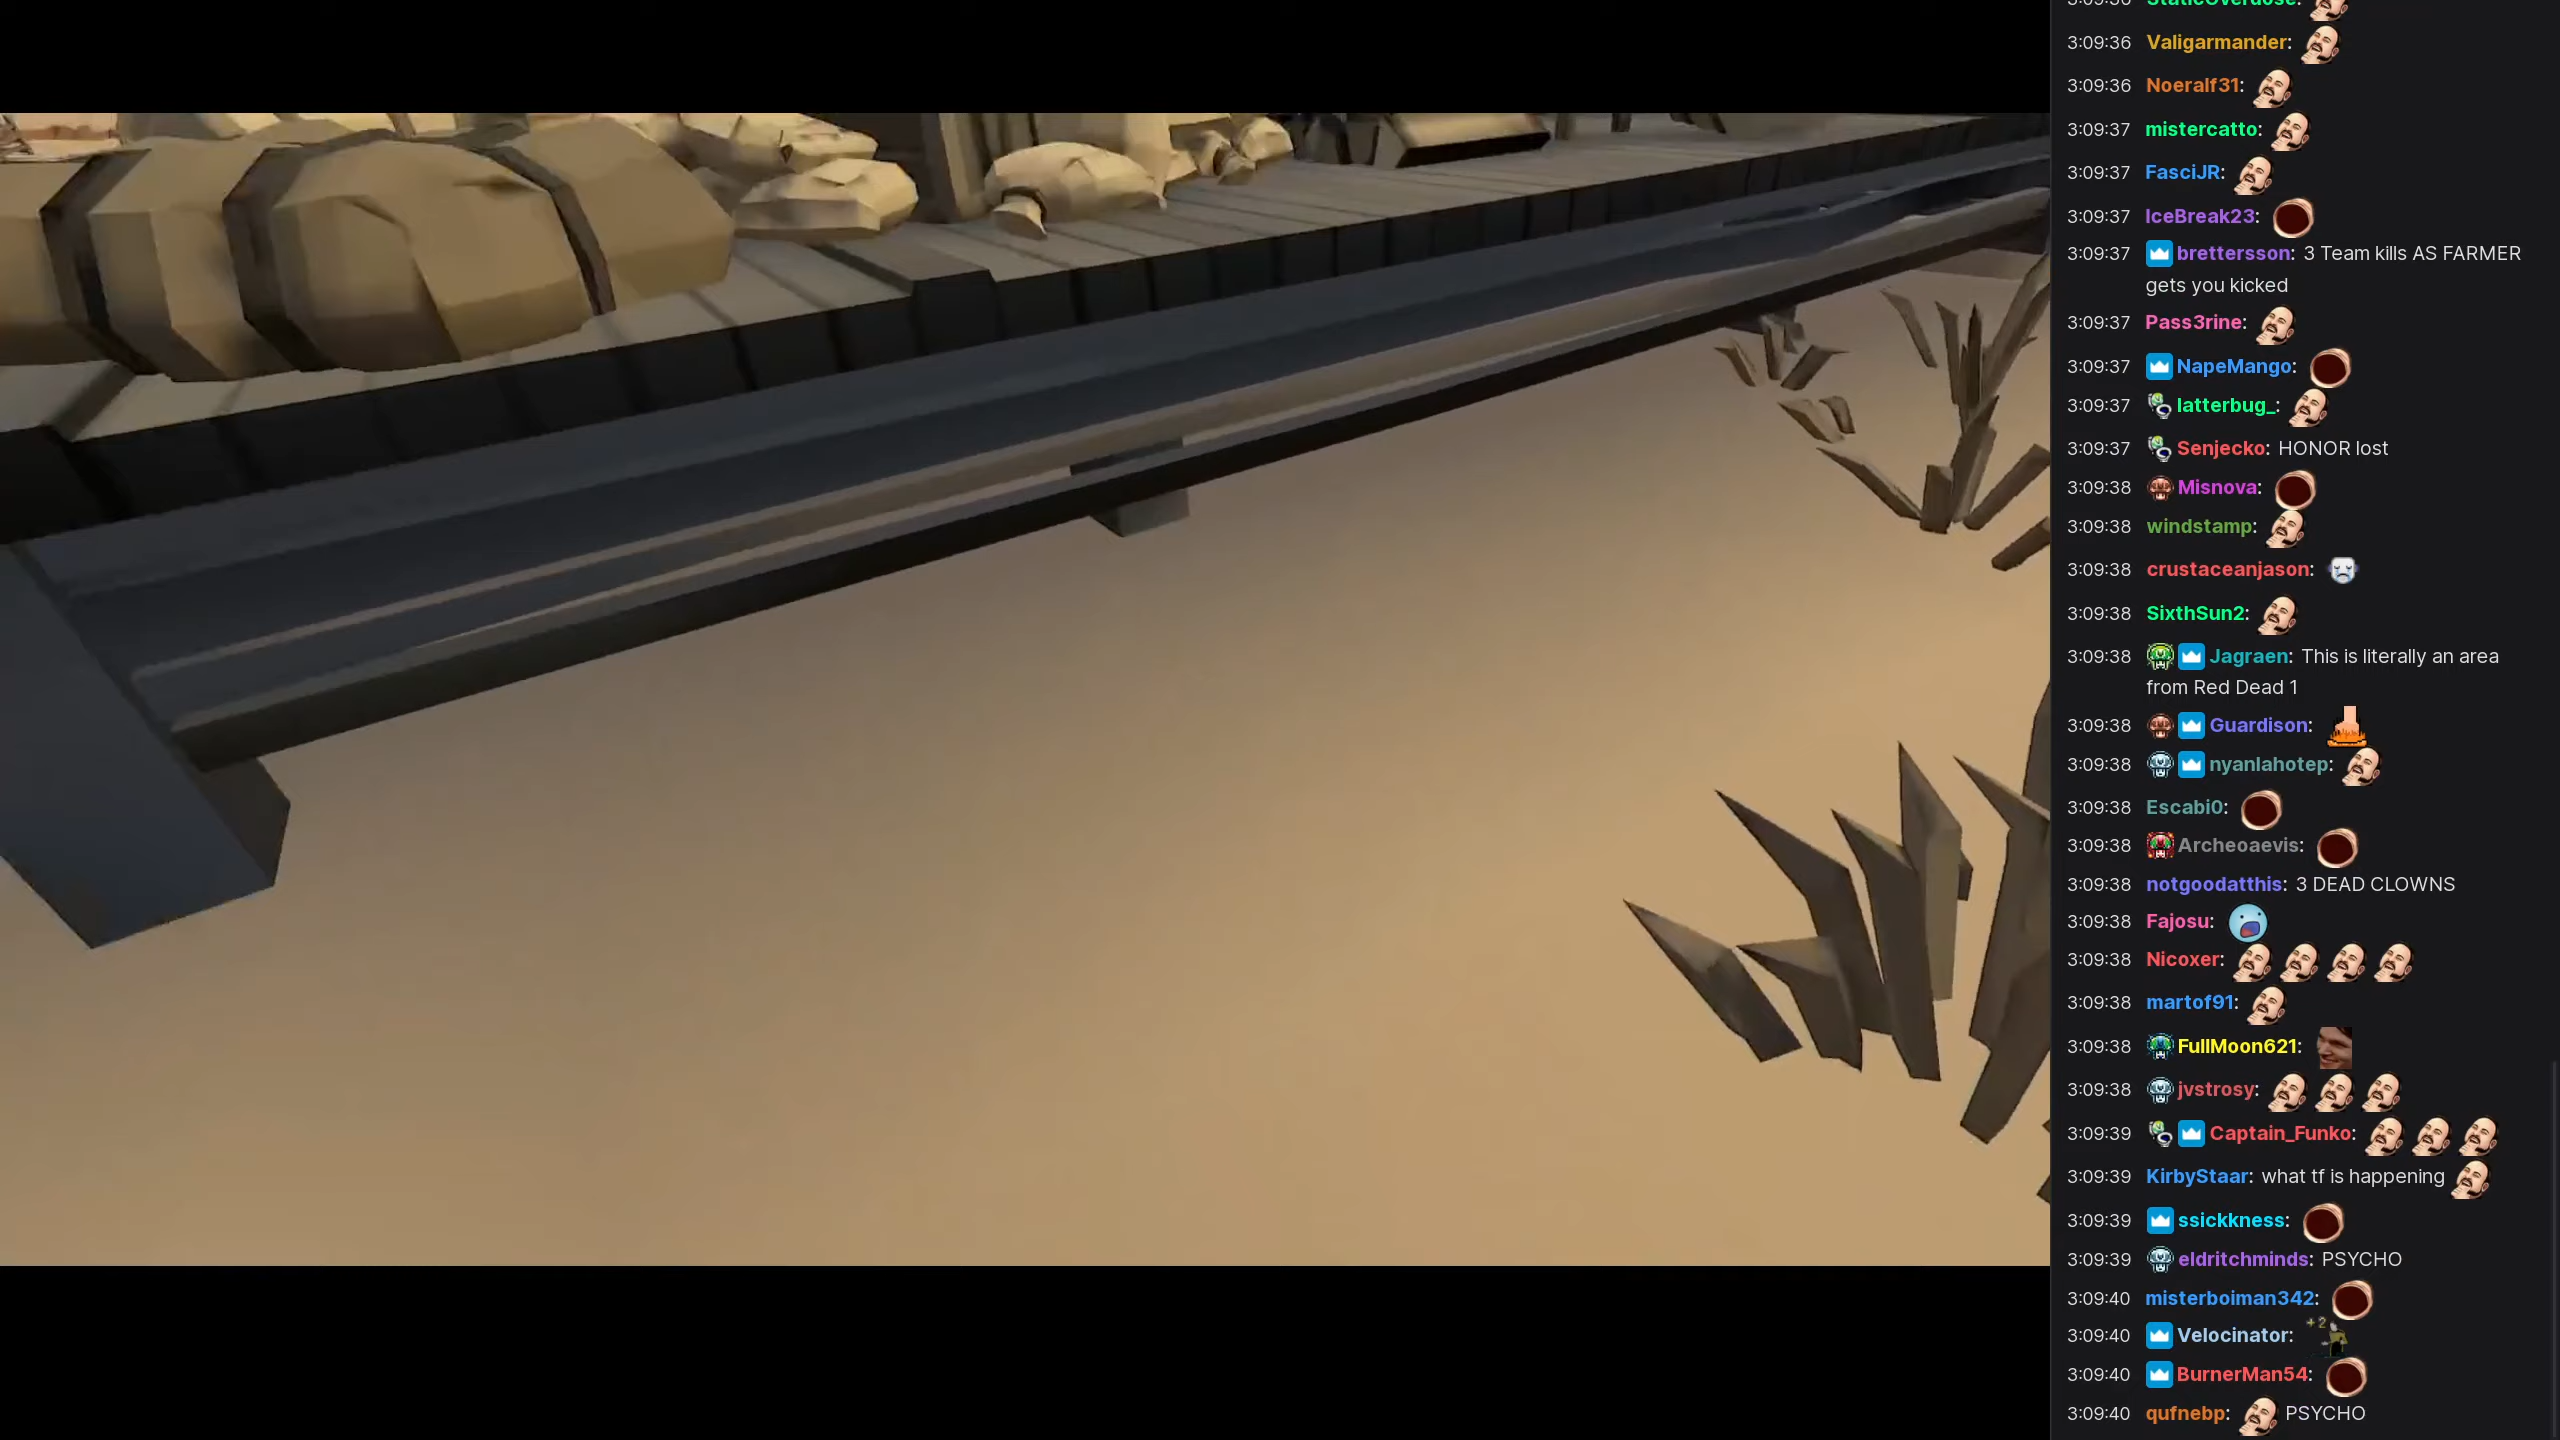 3:09:36 StaticOverdose:
3:09:36 Valigarmander:
3:09:36 Noeralf31:
3:09:37 mistercatto:
3:09:37 FasciJR:
3:09:37 IceBreak23:
3:09:37 brettersson: 3 Team kills AS FARMER
gets you kicked
3:09:37 Pass3rine:
3:09:37 NapeMango:
3:09:37 latterbug_:
3:09:37 Senjecko: HONOR lost
3:09:38 Misnova:
3:09:38 windstamp:
3:09:38 crustaceanjason:
3:09:38 SixthSun2:
3:09:38 Jagraen: This is literally an area
from Red Dead 1
3:09:38 Guardison:
3:09:38 nyanlahotep:
3:09:38 Escabi0:
3:09:38 Archeoaevis:
3:09:38 notgoodatthis: 3 DEAD CLOWNS
3:09:38 Fajosu:
3:09:38 Nicoxer:
3:09:38 martof91:
3:09:38 FullMoon621:
3:09:38 jvstrosy:
3:09:39 Captain_Funko:
3:09:39 KirbyStaar: what tf is happening
3:09:39 ssickkness:
3:09:39 eldritchminds: PSYCHO
3:09:40 misterboiman342:
3:09:40 Velocinator: +2
3:09:40 BurnerMan54:
3:09:40 qufnebp: PSYCHO